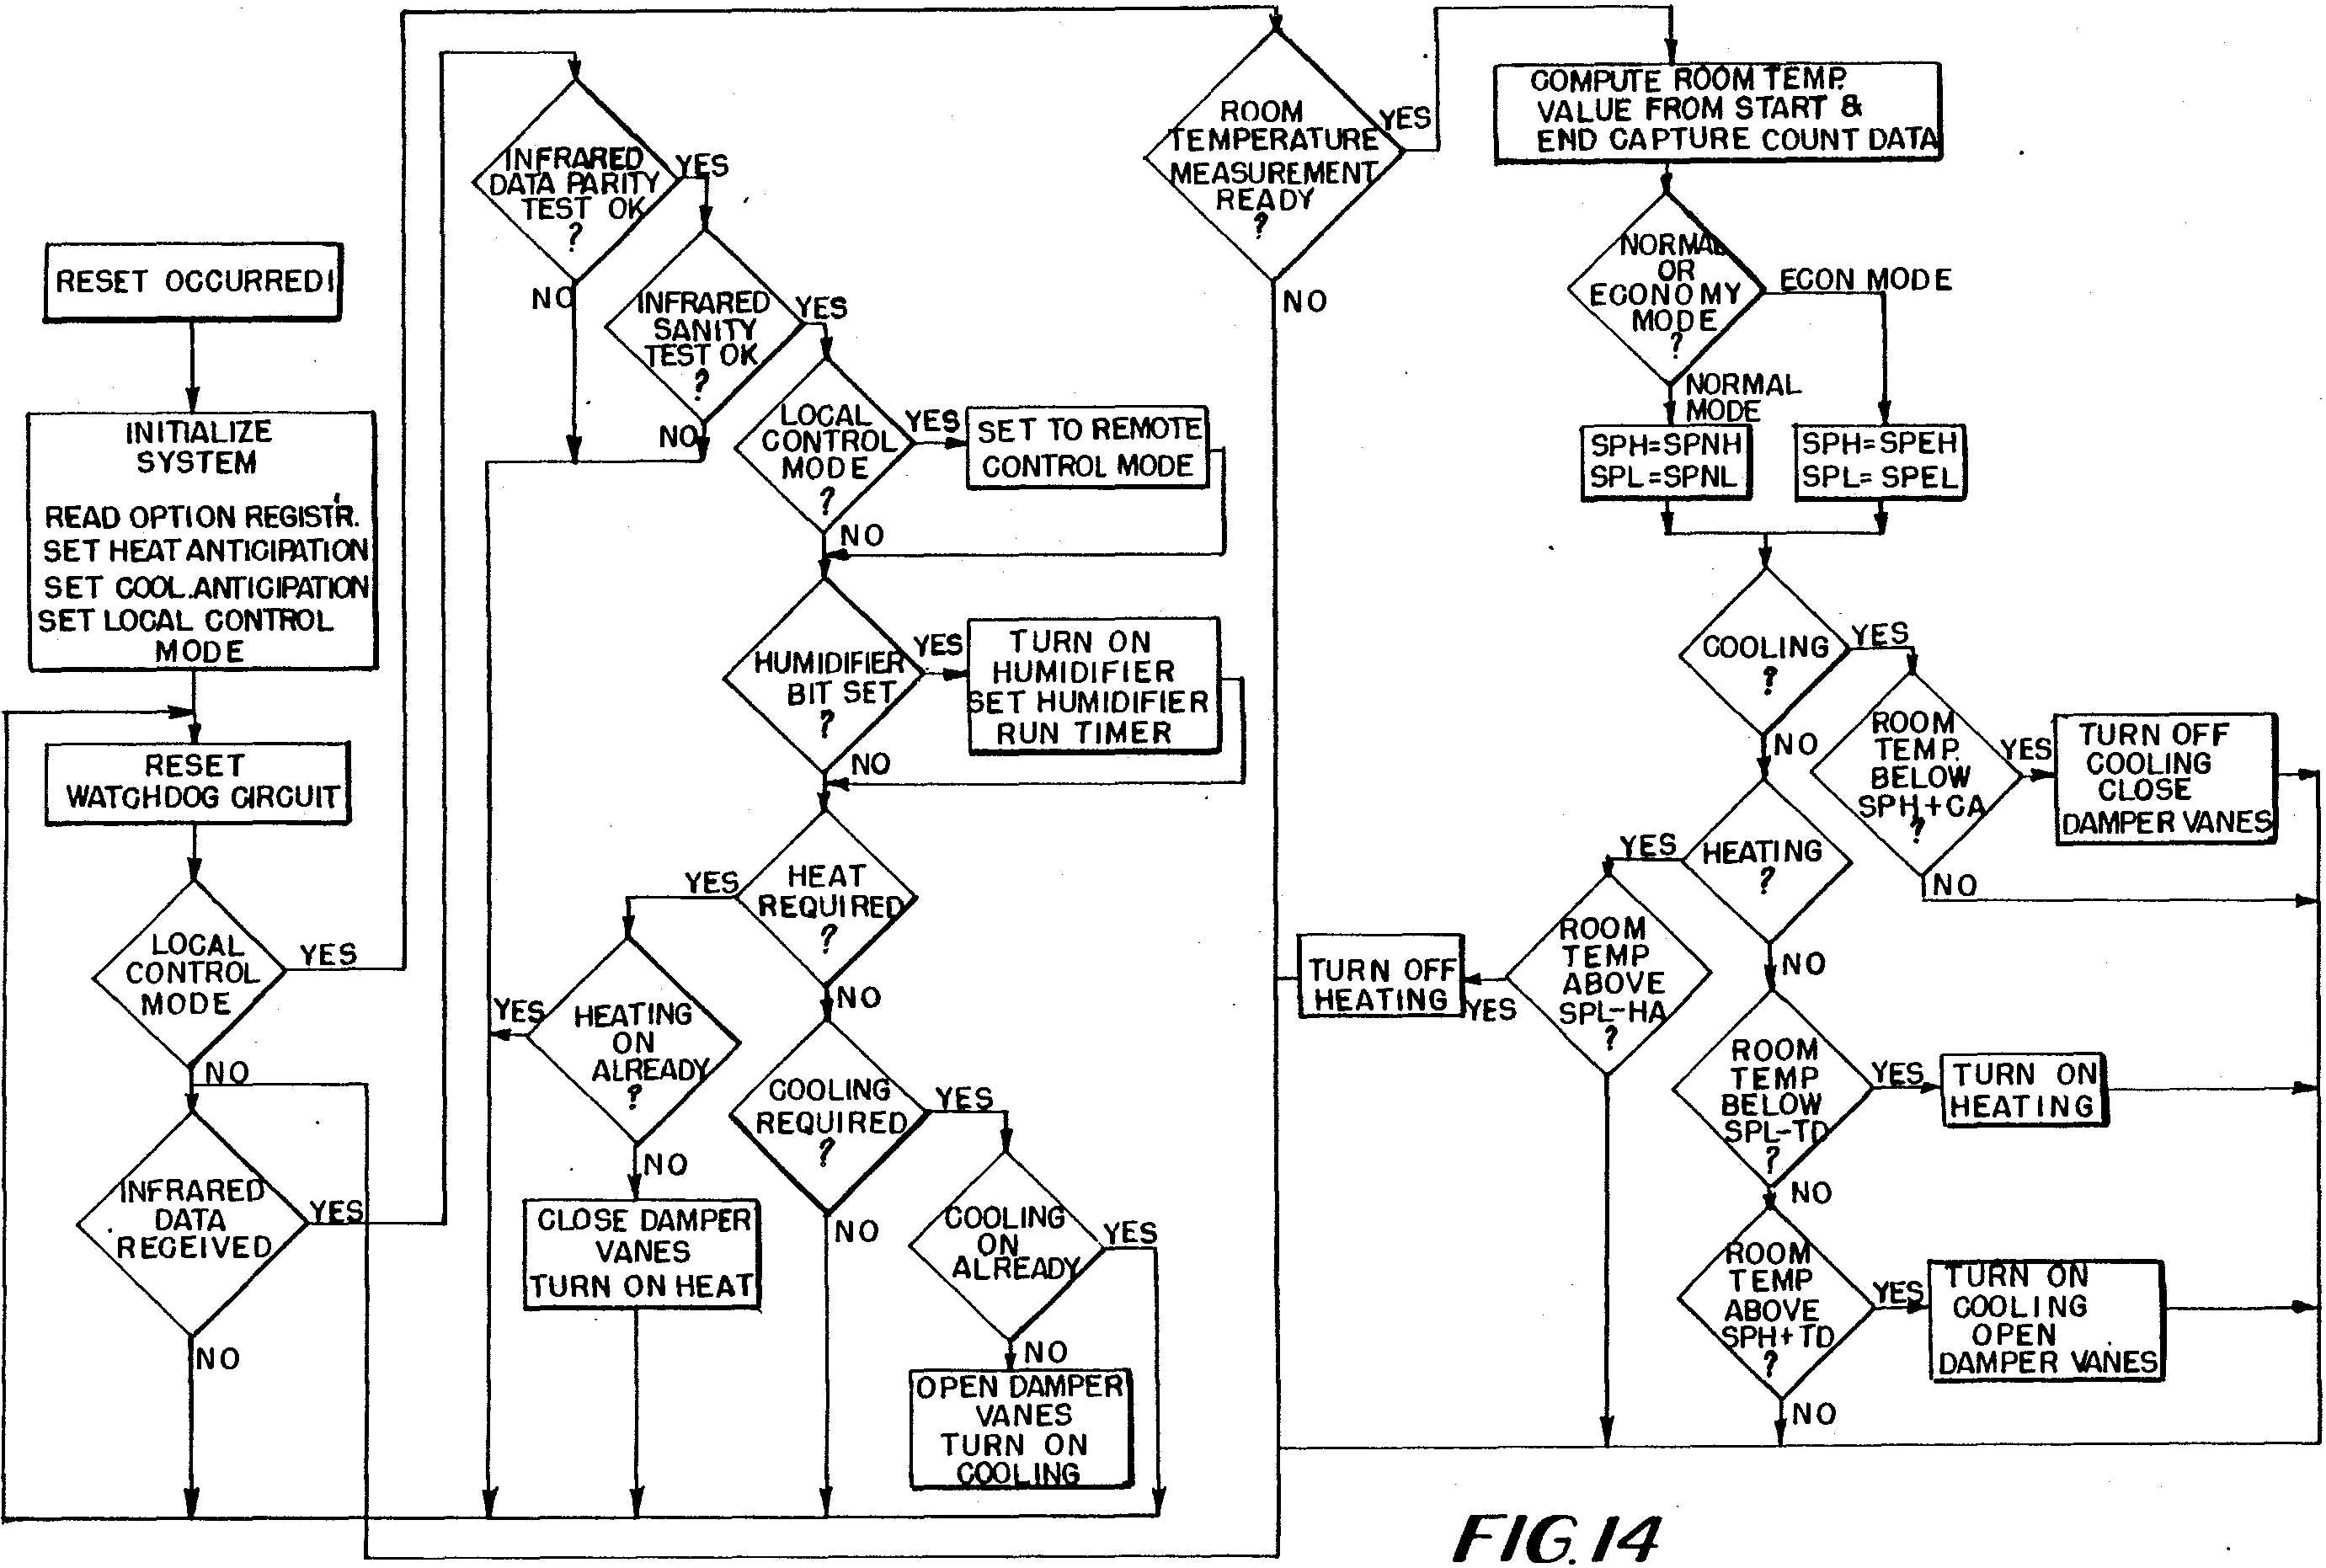 RESET OCCURRED!
INITIALIZE
SYSTEM
READ OPTION REGISTR.
SET HEAT ANTICIPATION
SET COOL. ANTICIPATION
SET LOCAL CONTROL
MODE
RESET
WATCHDOG CIRCUIT
LOCAL
CONTROL
MODE
YES
NO
INFRARED
DATA
RECEIVED
YES
NO
INFRARED
DATA PARITY
TEST OK
?
YES
NO
INFRARED
SANITY
TEST OK
?
YES
NO
LOCAL
CONTROL
MODE
?
YES
SET TO REMOTE
CONTROL MODE
NO
HUMIDIFIER
BIT SET
?
YES
TURN ON
HUMIDIFIER
SET HUMIDIFIER
RUN TIMER
NO
HEAT
REQUIRED
?
YES
NO
HEATING
ON
ALREADY
?
YES
NO
CLOSE DAMPER
VANES
TURN ON HEAT
COOLING
REQUIRED
?
YES
NO
COOLING
ON
ALREADY
YES
NO
OPEN DAMPER
VANES
TURN ON
COOLING
ROOM
TEMPERATURE
MEASUREMENT
READY
?
YES
NO
COMPUTE ROOM TEMP.
VALUE FROM START &
END CAPTURE COUNT DATA
NORMAL
OR
ECONOMY
MODE
?
ECON MODE
NORMAL
MODE
SPH=SPNH
SPL=SPNL
SPH=SPEH
SPL=SPEL
COOLING
?
YES
NO
ROOM
TEMP.
BELOW
SPH+CA
?
YES
NO
TURN OFF
COOLING
CLOSE
DAMPER VANES
HEATING
?
YES
NO
ROOM
TEMP
ABOVE
SPL-HA
?
YES
TURN OFF
HEATING
ROOM
TEMP
BELOW
SPL-TD
?
YES
NO
TURN ON
HEATING
ROOM
TEMP
ABOVE
SPH+TD
?
YES
NO
TURN ON
COOLING
OPEN
DAMPER VANES
FIG. 14